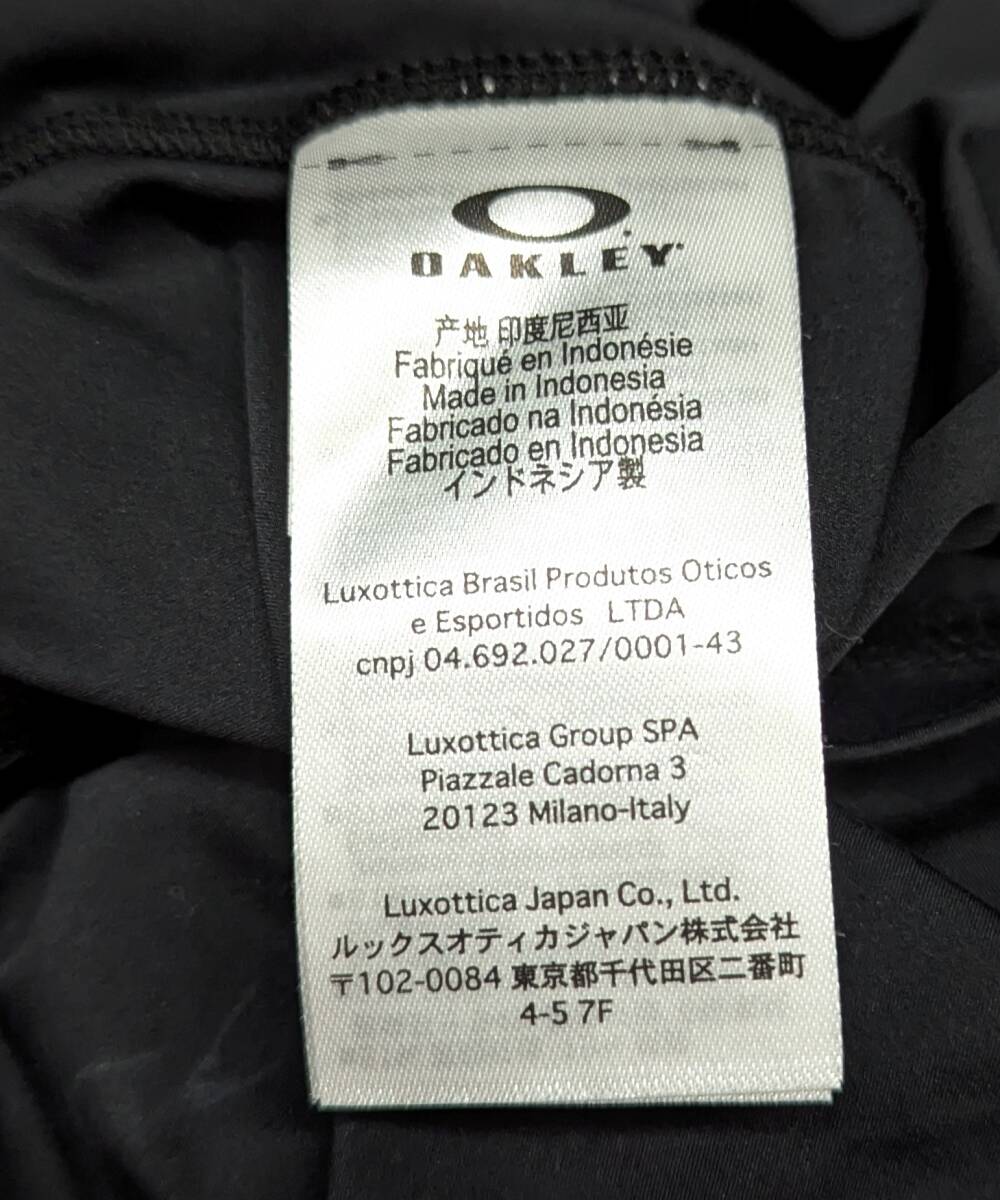 OAKLEY
产地 印度尼西亚
Fabriqué en Indonésie
Made in Indonesia
Fabricado na Indonésia
Fabricado en Indonesia
インドネシア製
Luxottica Brasil Produtos Oticos
e Esportidos LTDA
cnpj 04.692.027/0001-43
Luxottica Group SPA
Piazzale Cadorna 3
20123 Milano-Italy
Luxottica Japan Co., Ltd.
ルックスオティカジャパン株式会社
〒102-0084 東京都千代田区二番町
4-5 7F